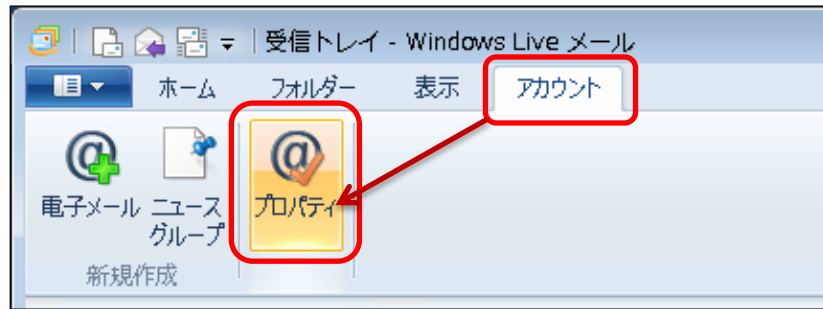 受信トレイ - Windows Live メール
ホーム フォルダー 表示 アカウント
電子メール ニュース プロパティ
グループ
新規作成